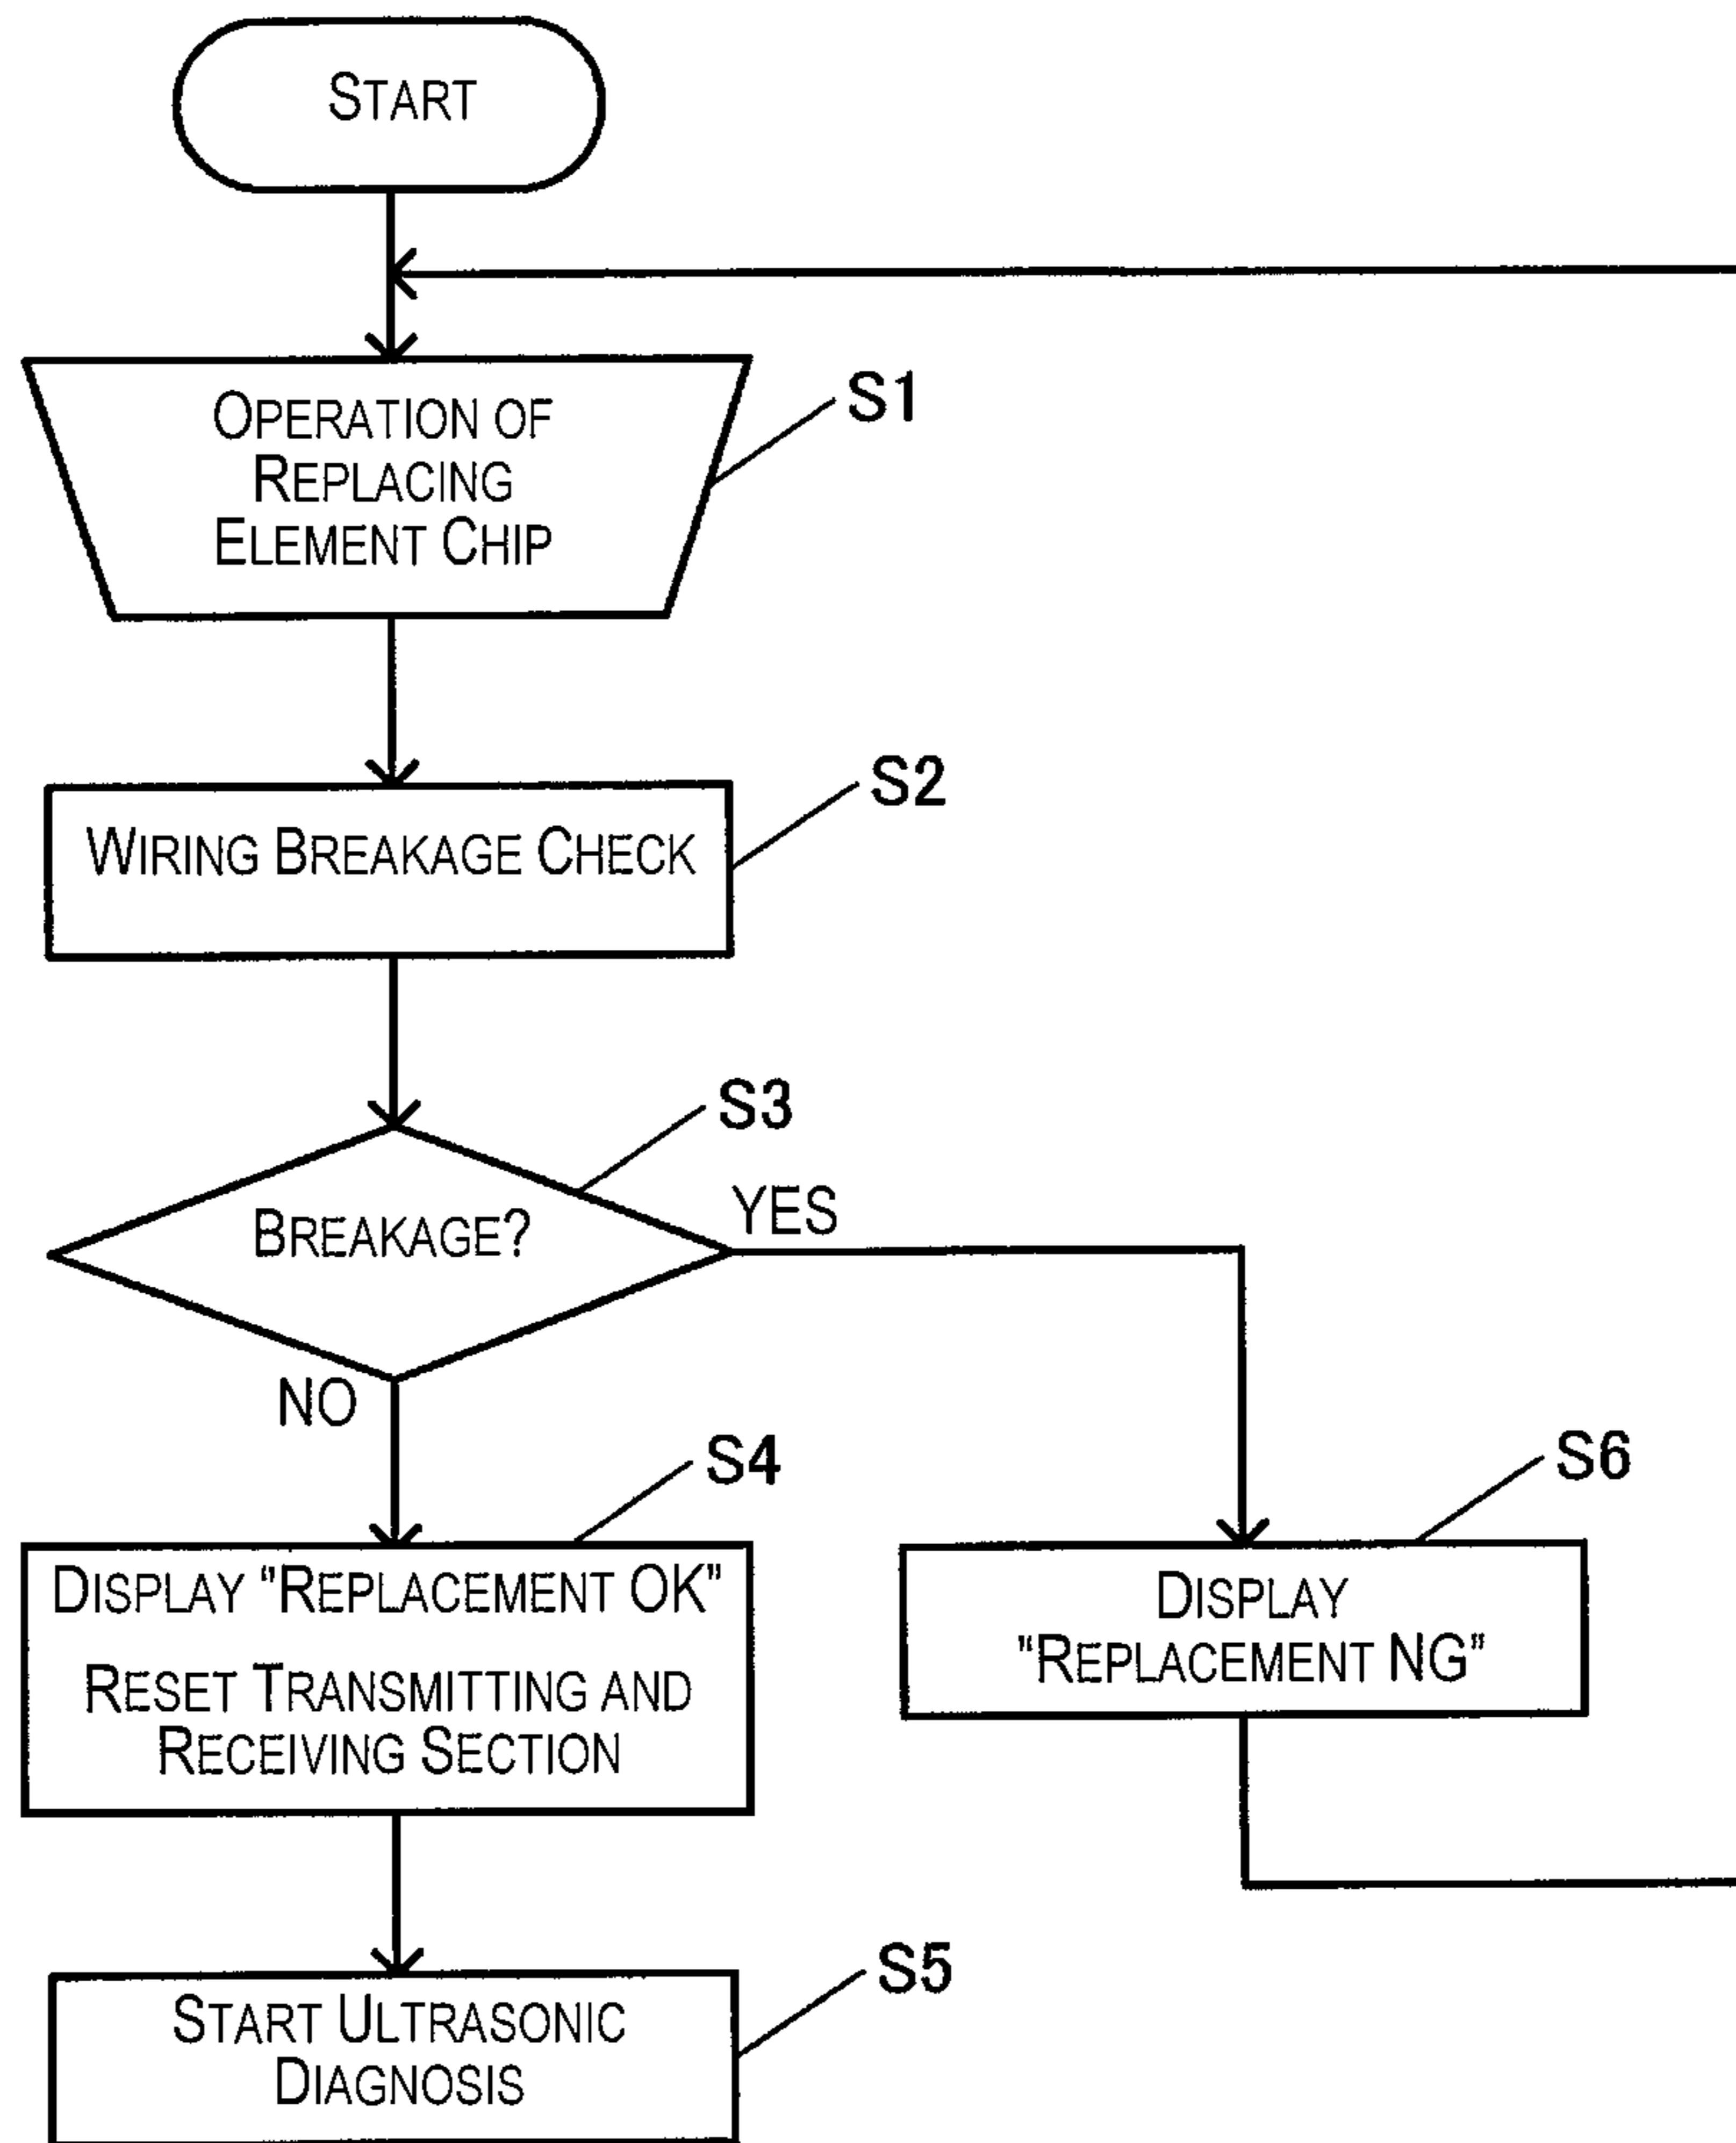 START
OPERATION OF
REPLACING
ELEMENT CHIP
S1
WIRING BREAKAGE CHECK
S2
BREAKAGE?
S3
YES
NO
DISPLAY "REPLACEMENT OK"
RESET TRANSMITTING AND
RECEIVING SECTION
S4
DISPLAY
"REPLACEMENT NG"
S6
START ULTRASONIC
DIAGNOSIS
S5